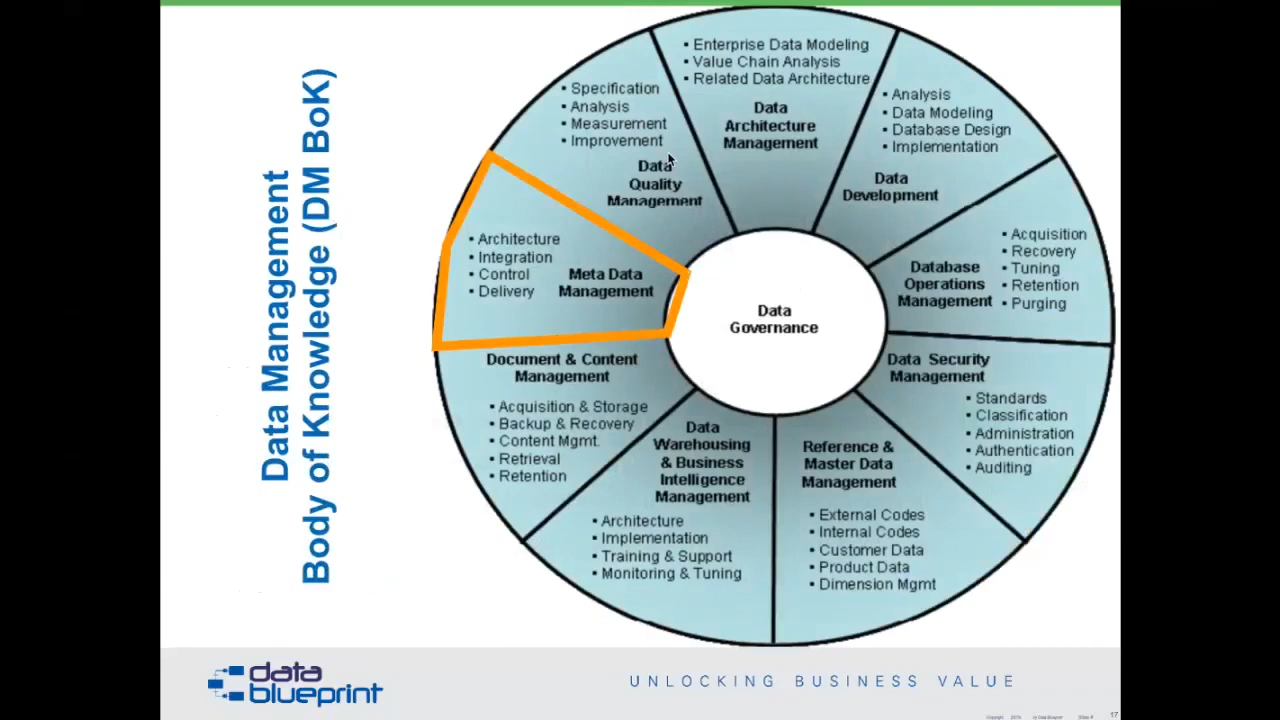 Data Management
Body of Knowledge (DM BoK)
▪ Enterprise Data Modeling
▪ Value Chain Analysis
▪ Related Data Architecture
Data
Architecture
Management
▪ Analysis
▪ Data Modeling
▪ Database Design
▪ Implementation
Data
Development
▪ Acquisition
▪ Recovery
▪ Tuning
▪ Retention
▪ Purging
Database
Operations
Management
Data Security
Management
▪ Standards
▪ Classification
▪ Administration
▪ Authentication
▪ Auditing
Reference &
Master Data
Management
▪ External Codes
▪ Internal Codes
▪ Customer Data
▪ Product Data
▪ Dimension Mgmt
Data
Warehousing
& Business
Intelligence
Management
▪ Architecture
▪ Implementation
▪ Training & Support
▪ Monitoring & Tuning
Document & Content
Management
▪ Acquisition & Storage
▪ Backup & Recovery
▪ Content Mgmt.
▪ Retrieval
▪ Retention
▪ Architecture
▪ Integration
▪ Control
▪ Delivery
Meta Data
Management
▪ Specification
▪ Analysis
▪ Measurement
▪ Improvement
Data
Quality
Management
Data
Governance
data
blueprint
UNLOCKING BUSINESS VALUE
17